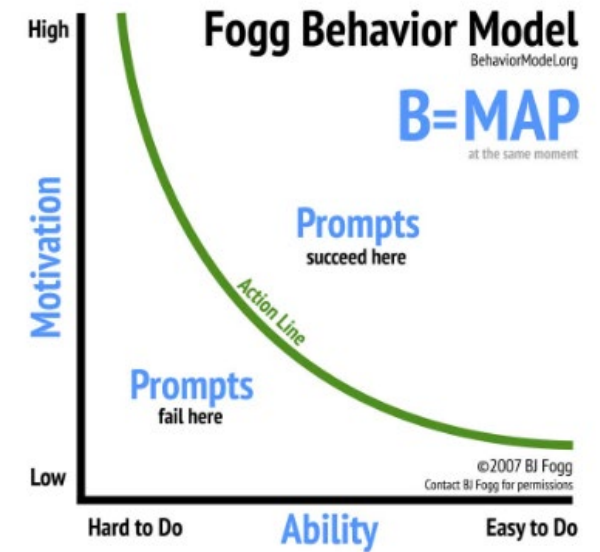 Fogg Behavior Model
BehaviorModel.org
B=MAP
at the same moment
High
Motivation
Prompts
succeed here
Action Line
Prompts
fail here
Low
©2007 BJ Fogg
Contact BJ Fogg for permissions
Hard to Do
Ability
Easy to Do